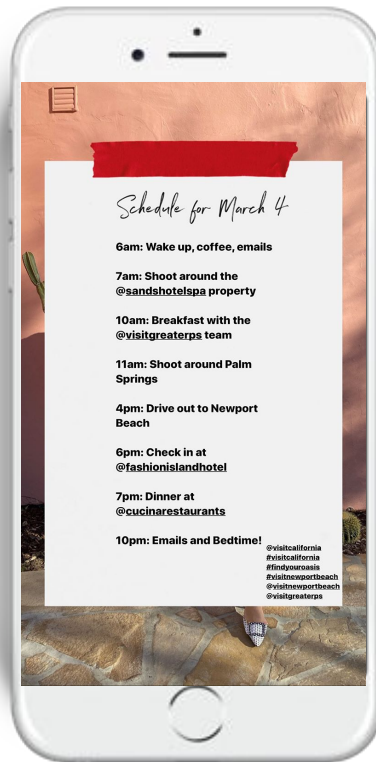 Schedule for March 4
6am: Wake up, coffee, emails
7am: Shoot around the
@sandshotelspa property
10am: Breakfast with the
@visitgreaterps team
11am: Shoot around Palm
Springs
4pm: Drive out to Newport
Beach
6pm: Check in at
@fashionislandhotel
7pm: Dinner at
@cucinarestaurants
10pm: Emails and Bedtime!
@visitcalifornia
#visitcalifornia
#findyouroasis
#visitnewportbeach
@visitnewportbeach
@visitgreaterps